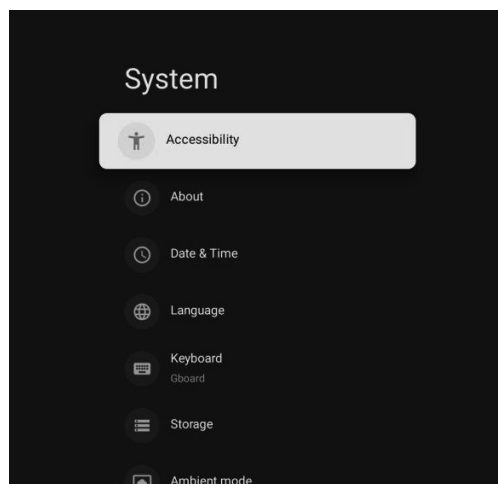 System
Accessibility
About
Date & Time
Language
Keyboard
Gboard
Storage
Ambient mode